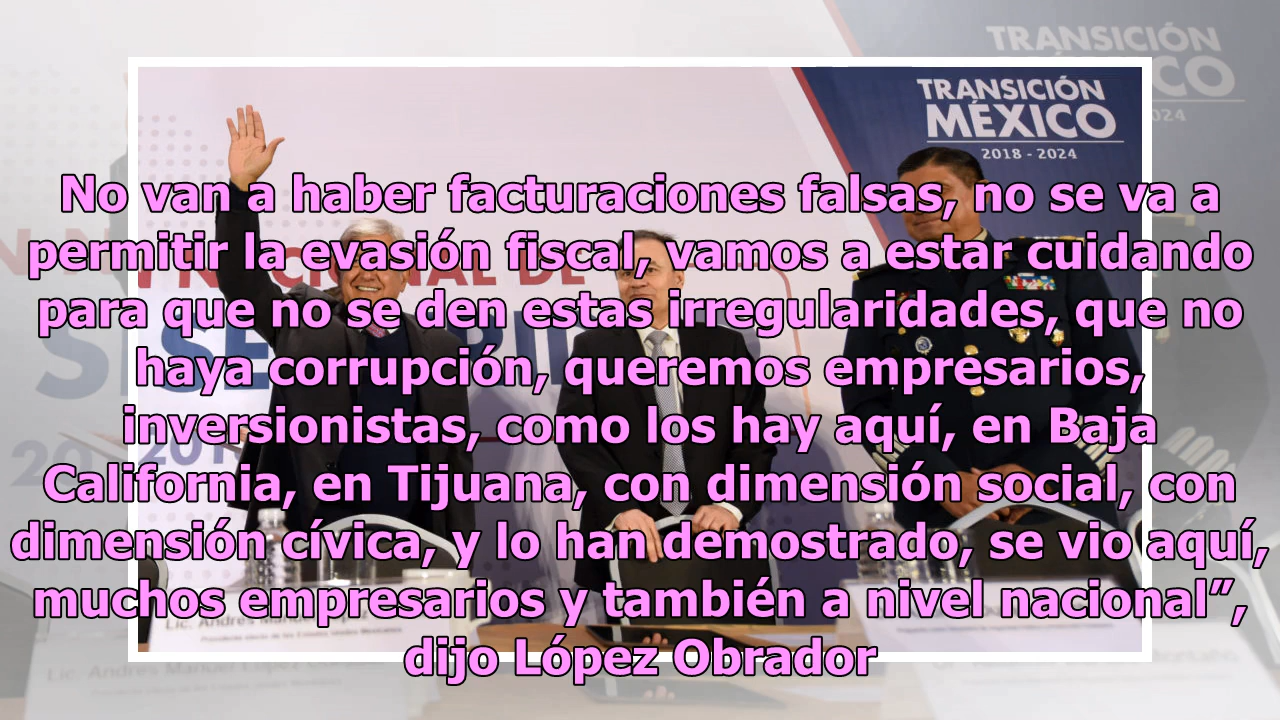 TRANSICIÓN
MÉXICO
2018 - 2024
No van a haber facturaciones falsas, no se va a
permitir la evasión fiscal, vamos a estar cuidando
para que no se den estas irregularidades, que no
haya corrupción, queremos empresarios,
inversionistas, como los hay aquí, en Baja
California, en Tijuana, con dimensión social, con
dimensión cívica, y lo han demostrado, se vio aquí,
muchos empresarios y también a nivel nacional”,
dijo López Obrador
Lic. Andrés Manuel